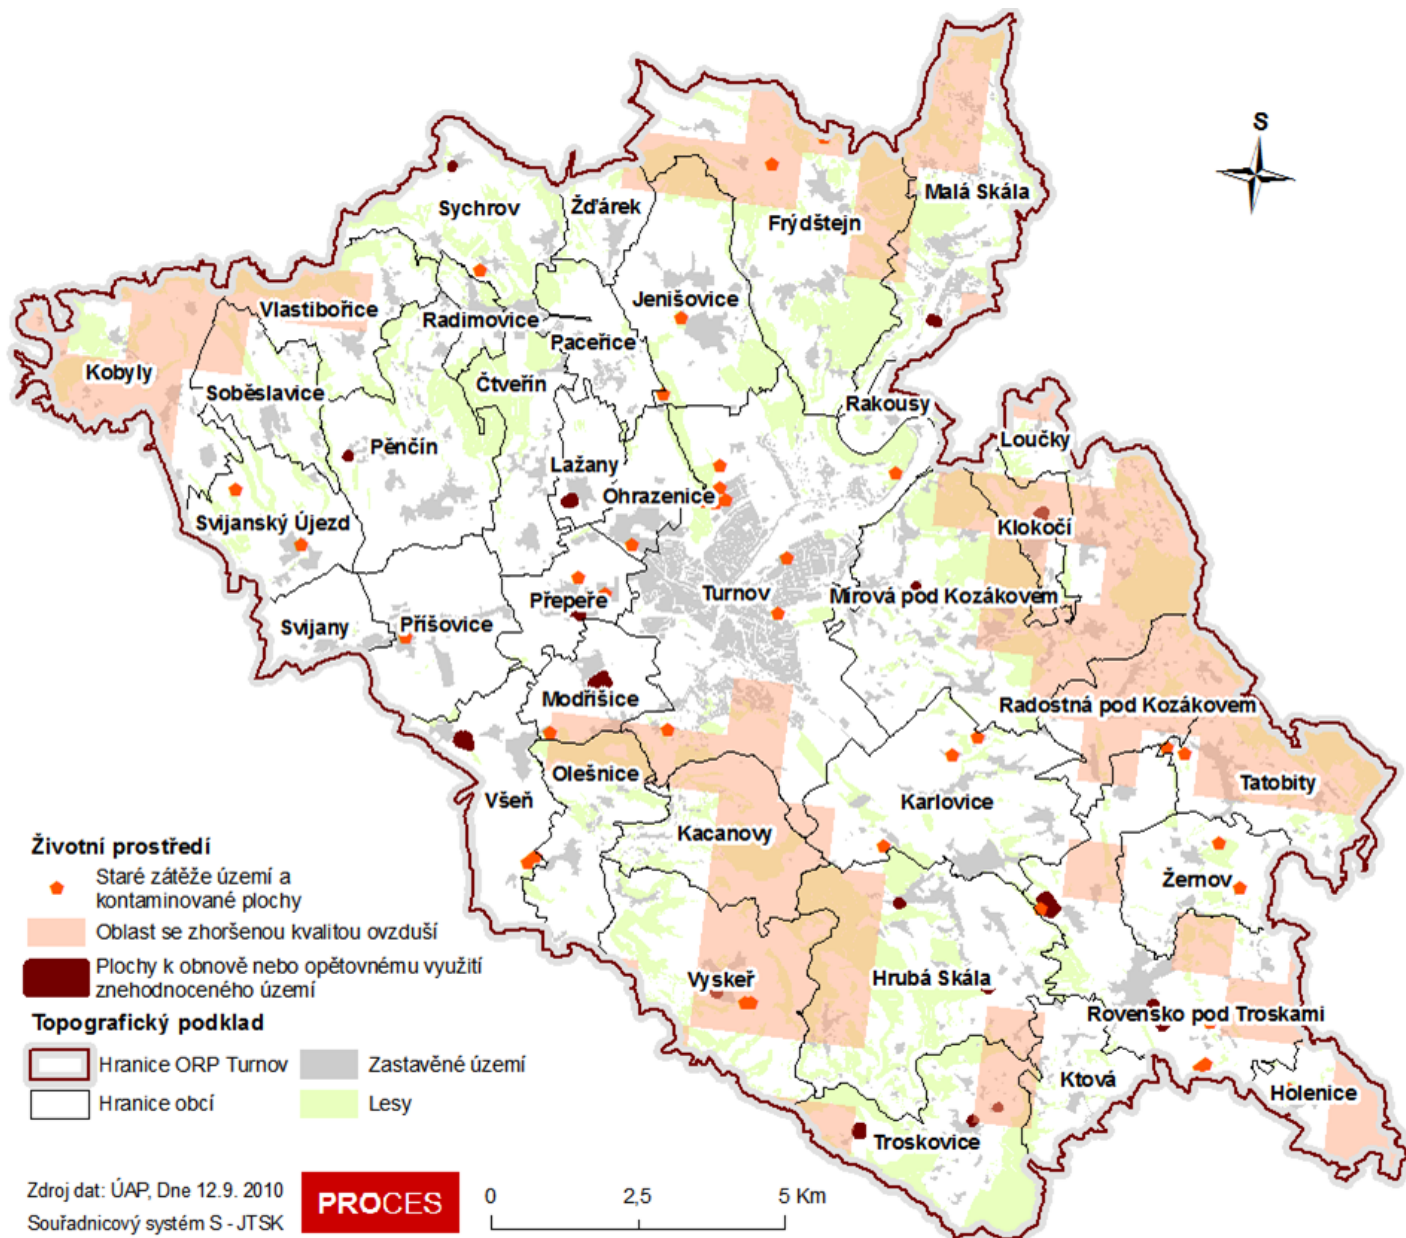 S
Malá Skála
Sychrov
Žďárek
Frýdštejn
Jenišovice
Vlastibořice
Radimovice
Paceřice
Kobyly
Soběslavice
Čtveřín
Rakousy
Loučky
Pěnčín
Lažany
Ohrazenice
Svijanský Újezd
Klokočí
Turnov
Mírová pod Kozákovem
Přepeře
Svijany
Příšovice
Modřišice
Radostná pod Kozákovem
Olešnice
Tatobity
Všeň
Karlovice
Kacanovy
Žernov
Vyskeř
Hrubá Skála
Rovensko pod Troskami
Ktová
Holenice
Troskovice
Životní prostředí
Staré zátěže území a
kontaminované plochy
Oblast se zhoršenou kvalitou ovzduší
Plochy k obnově nebo opětovnému využití
znehodnoceného území
Topografický podklad
Hranice ORP Turnov
Zastavěné území
Hranice obcí
Lesy
Zdroj dat: ÚAP, Dne 12.9. 2010
Souřadnicový systém S - JTSK
PROCES
0 2,5 5 Km